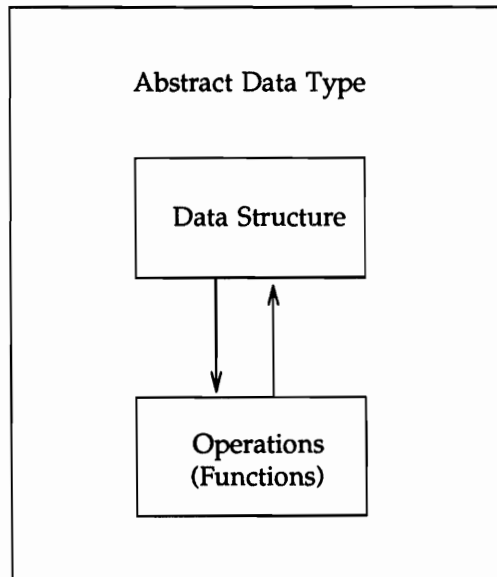 Abstract Data Type
Data Structure
Operations
(Functions)